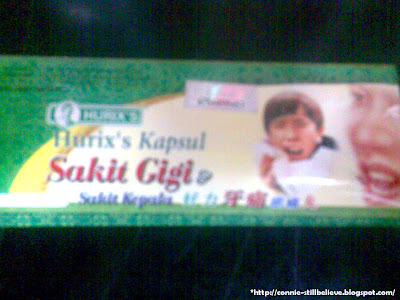 HURIX'S
Hurix's Kapsul
Sakit Gigi &
Sakit Kepala 牙痛
*http://connie-stillbelieve.blogspot.com/